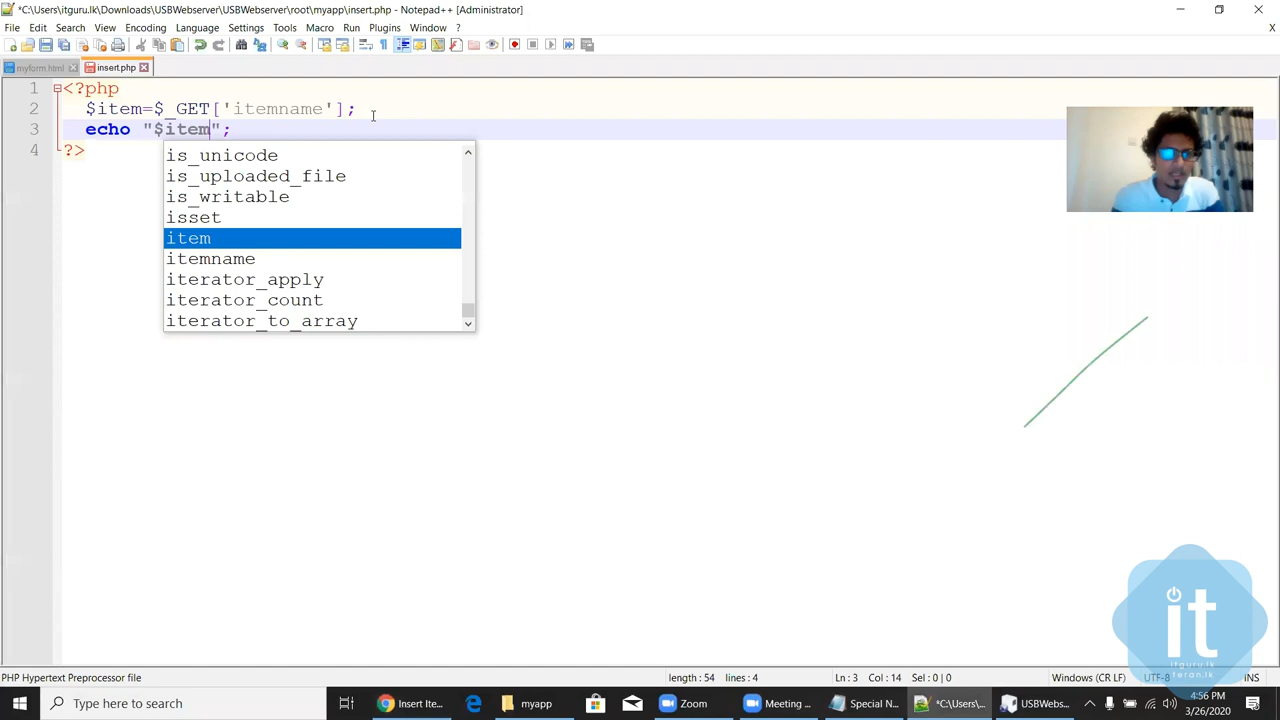 *C:\Users\itguru.lk\Downloads\USBWebserver\USBWebserver\root\myapp\insert.php - Notepad++ [Administrator]
File Edit Search View Encoding Language Settings Tools Macro Run Plugins Window ?
X
myform.html insert.php
1 <?php
2 $item=$_GET['itemname'];
3 echo "$item";
4 ?>
is_unicode
is_uploaded_file
is_writable
isset
item
itemname
iterator_apply
iterator_count
iterator_to_array
it
itguru.lk
feran.lk
PHP Hypertext Preprocessor file length : 54 lines : 4 Ln : 3 Col : 14 Sel : 0 | 0 Windows (CR LF) UTF-8 INS
Type here to search Insert Ite... myapp Zoom Meeting ... Special N... *C:\Users\... USBWebs... 4:56 PM
3/26/2020